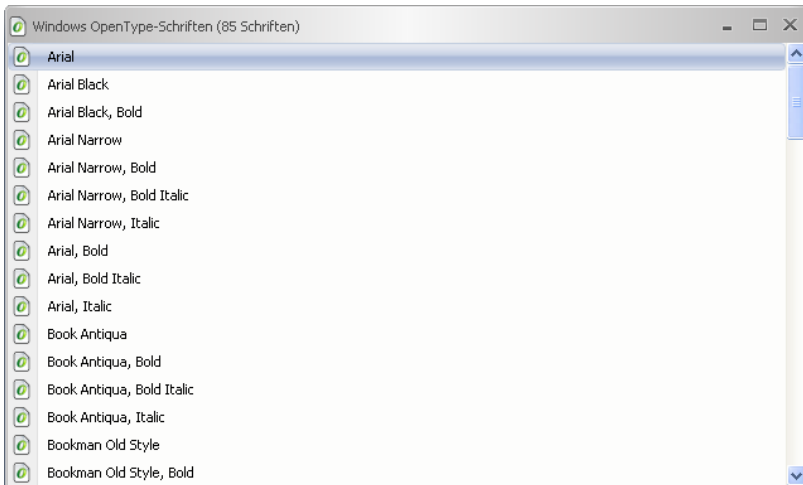 Windows OpenType-Schriften (85 Schriften)
Arial
Arial Black
Arial Black, Bold
Arial Narrow
Arial Narrow, Bold
Arial Narrow, Bold Italic
Arial Narrow, Italic
Arial, Bold
Arial, Bold Italic
Arial, Italic
Book Antiqua
Book Antiqua, Bold
Book Antiqua, Bold Italic
Book Antiqua, Italic
Bookman Old Style
Bookman Old Style, Bold